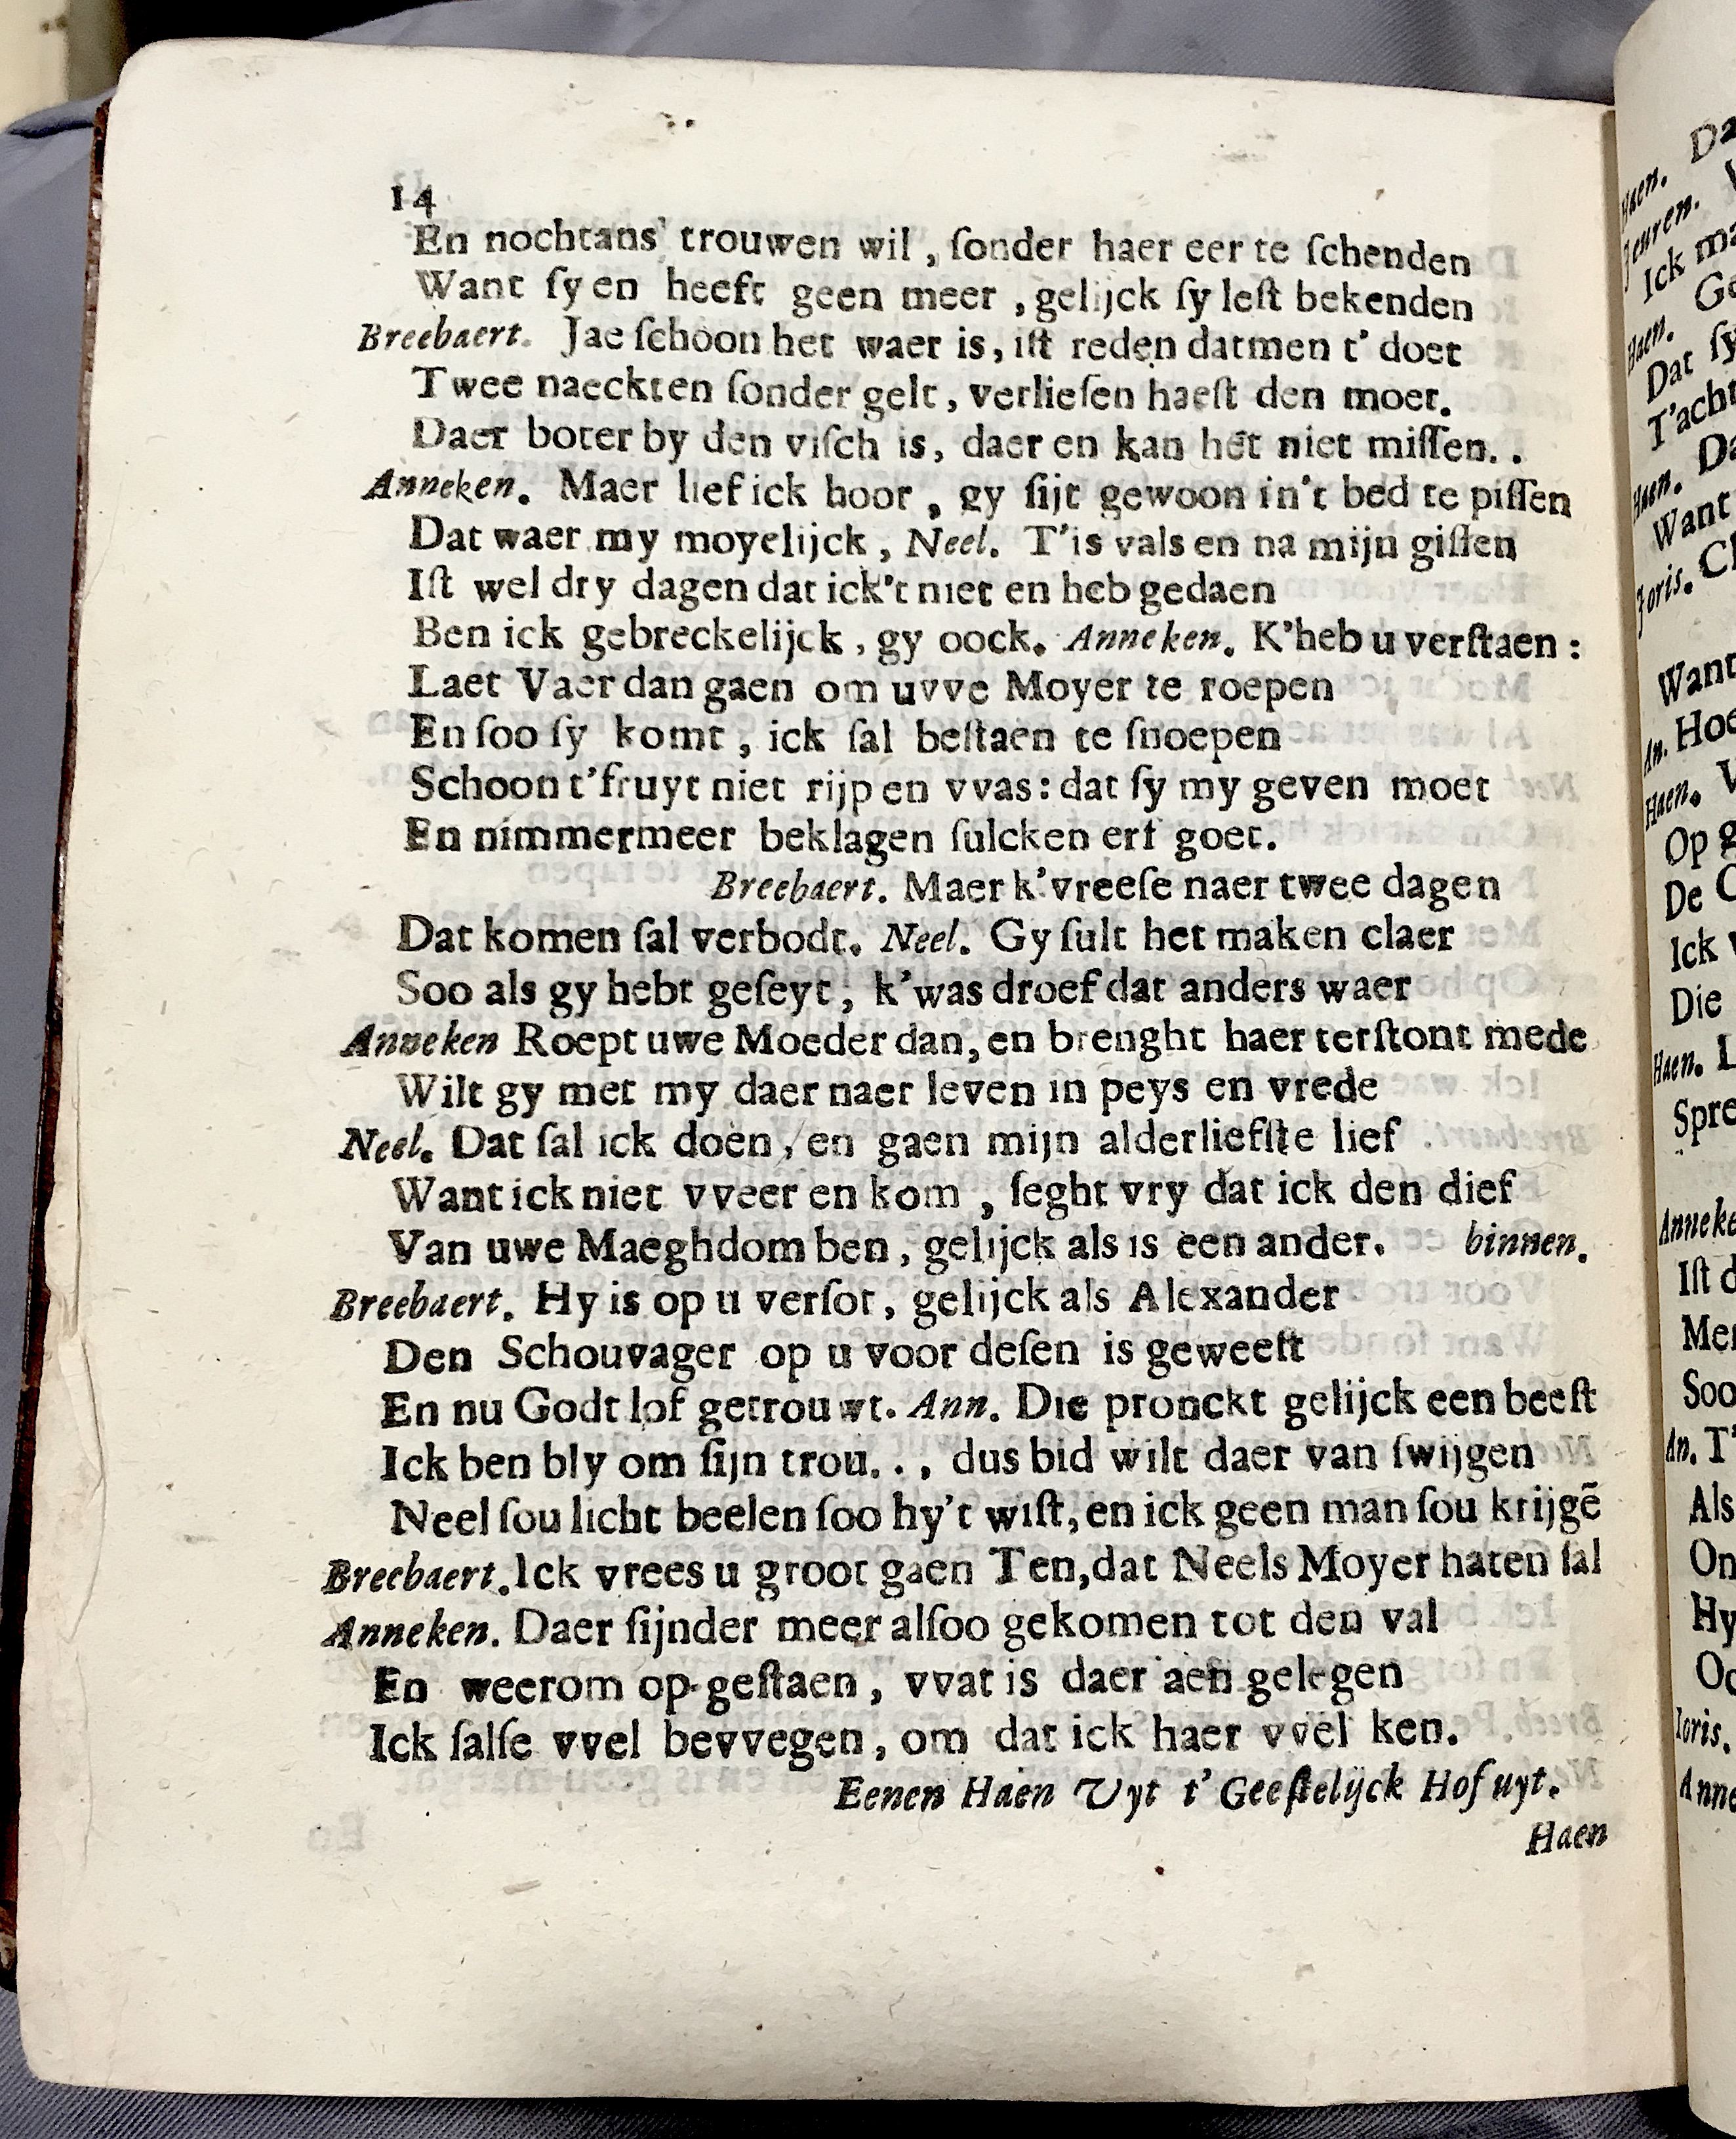 14
En nochtans' trouwen wil, ſonder haer eer te ſchenden
Want ſy en heeft geen meer, gelijck ſy leſt bekenden
Breebaert. Jae ſchoon het waer is, iſt reden datmen t' doet
Twee naeckten ſonder gelt, verlieſen haeſt den moet.
Daer boter by den viſch is, daer en kan het niet miſſen..
Anneken. Maer lief ick hoor, gy ſijt gewoon in't bed te piſſen
Dat waer my moyelijck, Neel. T'is vals en na mijn giſſen
Iſt wel dry dagen dat ick't niet en heb gedaen
Ben ick gebreckelijck, gy oock. Anneken. K'heb u verſtaen:
Laet Vaer dan gaen om uvve Moyer te roepen
En ſoo ſy komt, ick ſal beſtaen te ſnoepen
Schoon t'fruyt niet rijp en vvas: dat ſy my geven moet
En nimmermeer beklagen ſulcken erf goet.
Breebaert. Maer k'vreeſe naer twee dagen
Dat komen ſal verbodt. Neel. Gy ſult het maken claer
Soo als gy hebt geſeyt, k'was droef dat anders waer
Anneken Roept uwe Moeder dan, en brenght haer terſtont mede
Wilt gy met my daer naer leven in peys en vrede
Neel. Dat ſal ick doen, en gaen mijn alderliefſte lief
Want ick niet vveer en kom, ſeght vry dat ick den dief
Van uwe Maeghdom ben, gelijck als is een ander. binnen.
Breebaert. Hy is op u verſot, gelijck als Alexander
Den Schouvager op u voor deſen is geweeſt
En nu Godt lof getrouwt. Ann. Die pronckt gelijck een beeſt
Ick ben bly om ſijn trou.., dus bid wilt daer van ſwijgen
Neel ſou licht beelen ſoo hy't wiſt, en ick geen man ſou krijgẽ
Breebaert. Ick vrees u groot gaen Ten, dat Neels Moyer haten ſal
Anneken. Daer ſijnder meer alſoo gekomen tot den val
En weerom op-geſtaen, vvat is daer aen gelegen
Ick ſalſe vvel bevvegen, om dat ick haer vvel ken.
Eenen Haen Uyt t' Geeſtelijck Hof uyt.
Haen